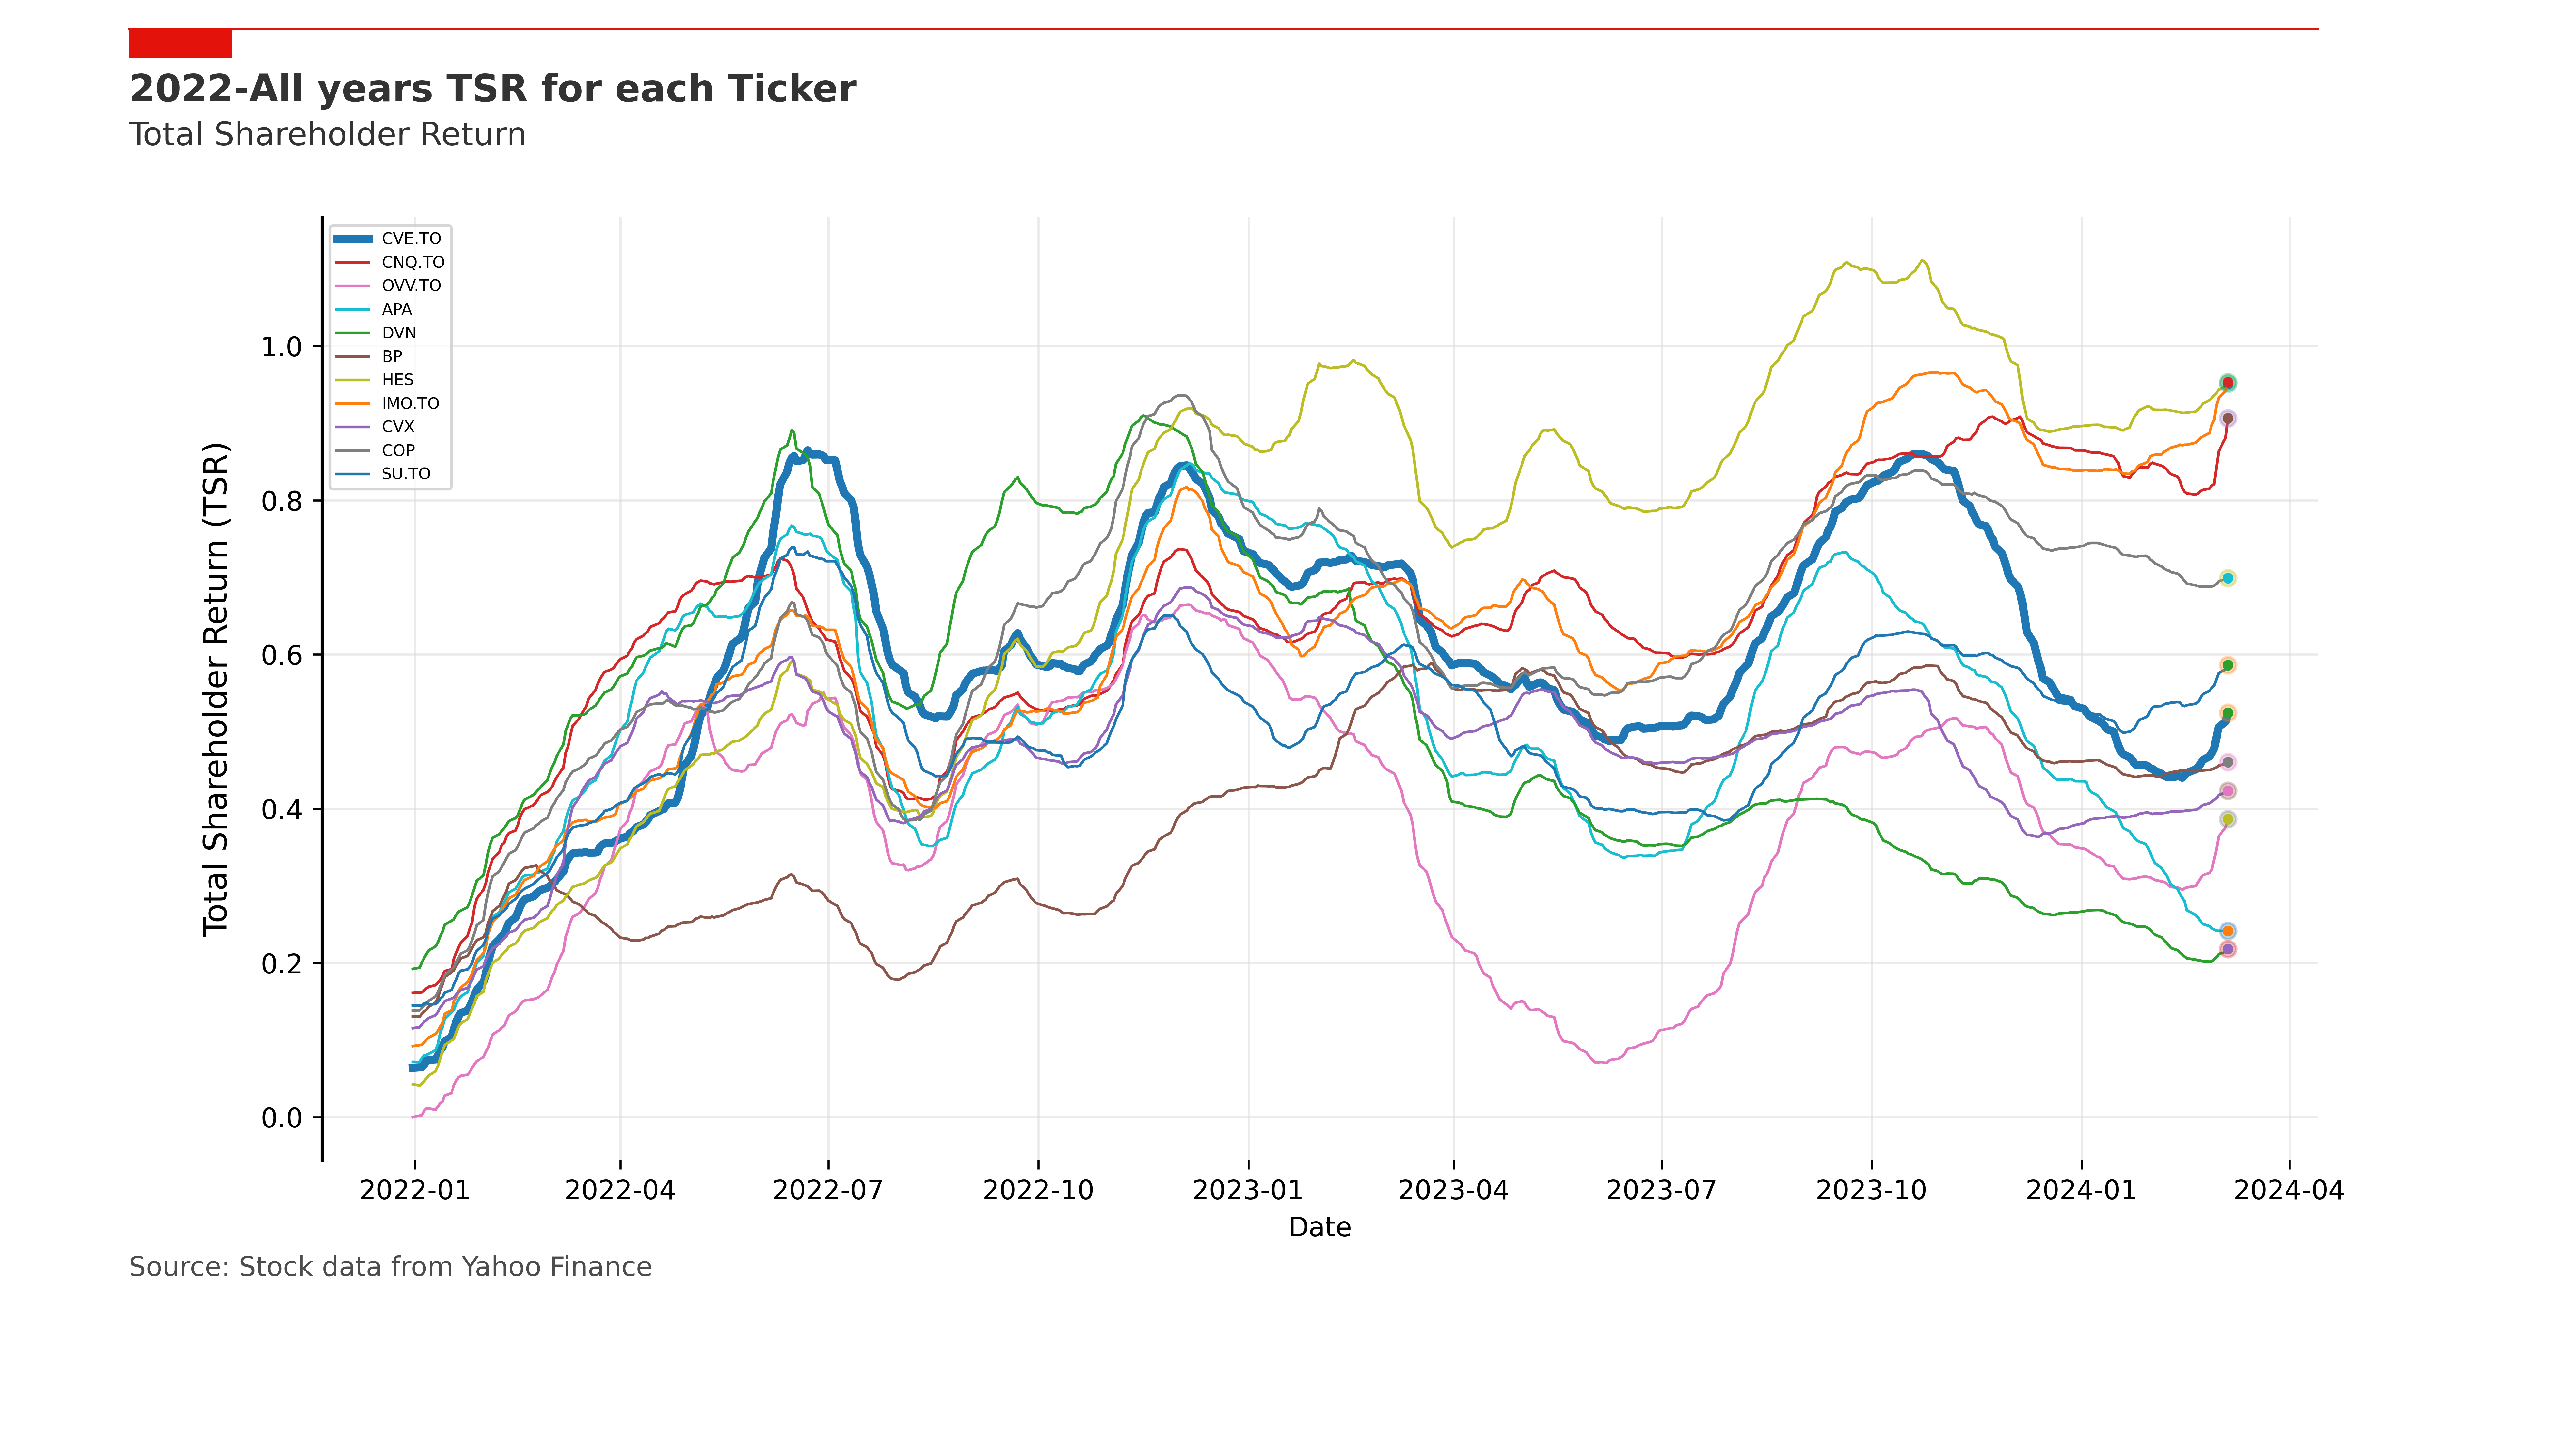 2022-All years TSR for each Ticker
Total Shareholder Return
CVE.TO
CNQ.TO
OVV.TO
APA
DVN
BP
HES
IMO.TO
CVX
COP
SU.TO
Total Shareholder Return (TSR)
1.0
0.8
0.6
0.4
0.2
0.0
2022-01 2022-04 2022-07 2022-10 2023-01 2023-04 2023-07 2023-10 2024-01 2024-04
Date
Source: Stock data from Yahoo Finance